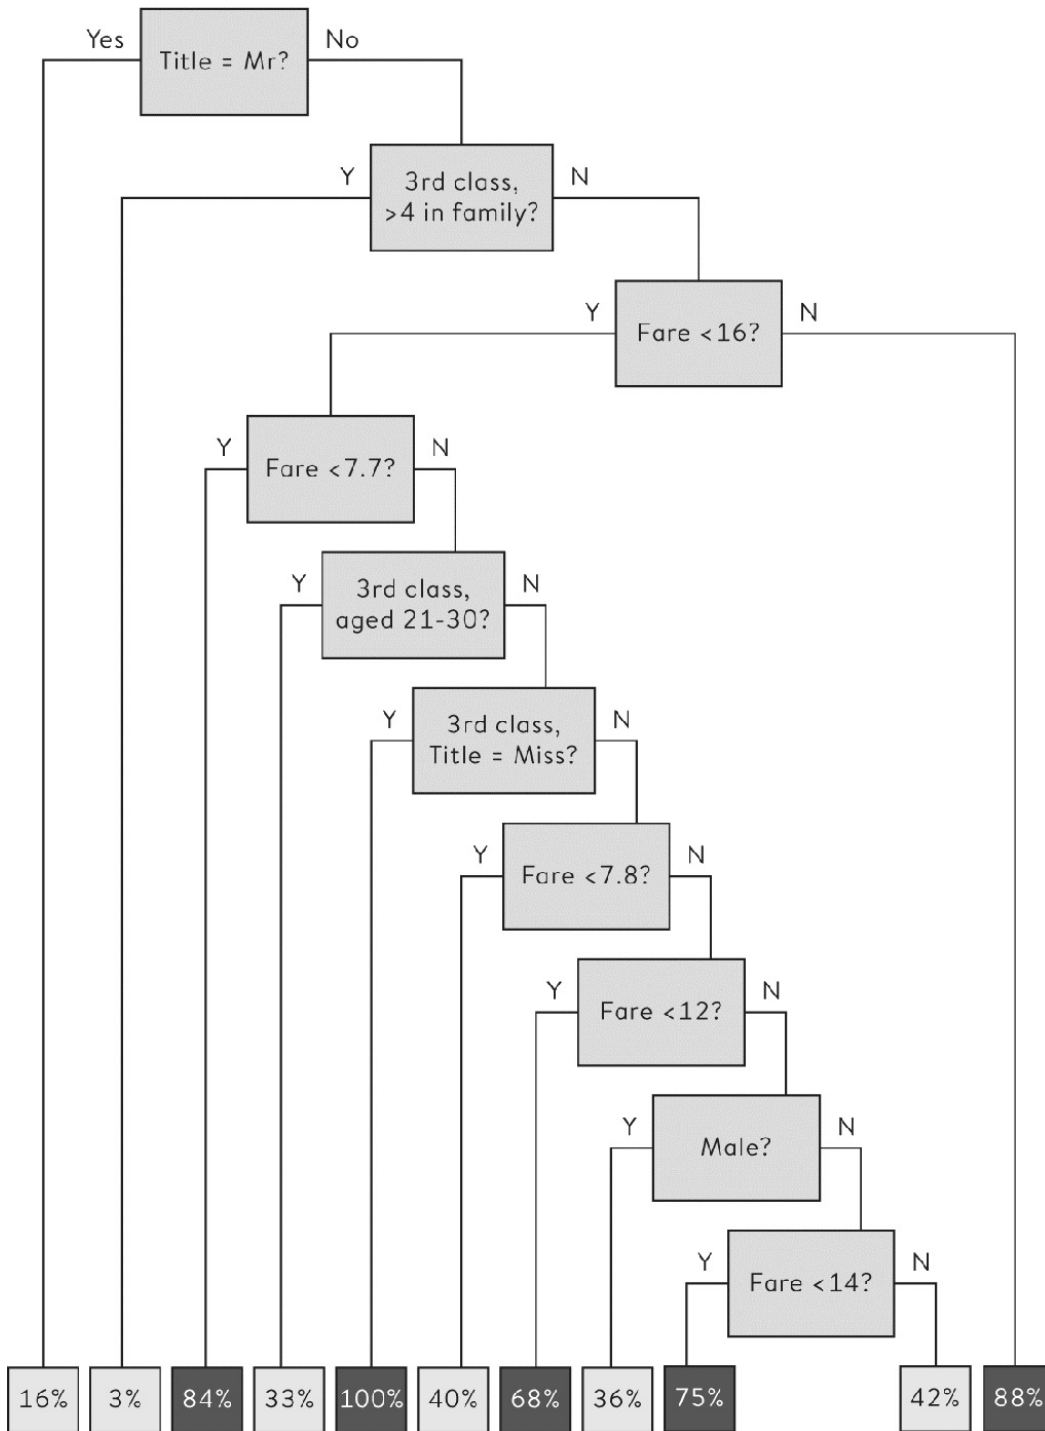 Yes
Title = Mr?
No
Y
3rd class,
>4 in family?
N
Y
Fare <16?
N
Y
Fare <7.7?
N
Y
3rd class,
aged 21-30?
N
Y
3rd class,
Title = Miss?
N
Y
Fare <7.8?
N
Y
Fare <12?
N
Y
Male?
N
Y
Fare <14?
N
16%
3%
84%
33%
100%
40%
68%
36%
75%
42%
88%